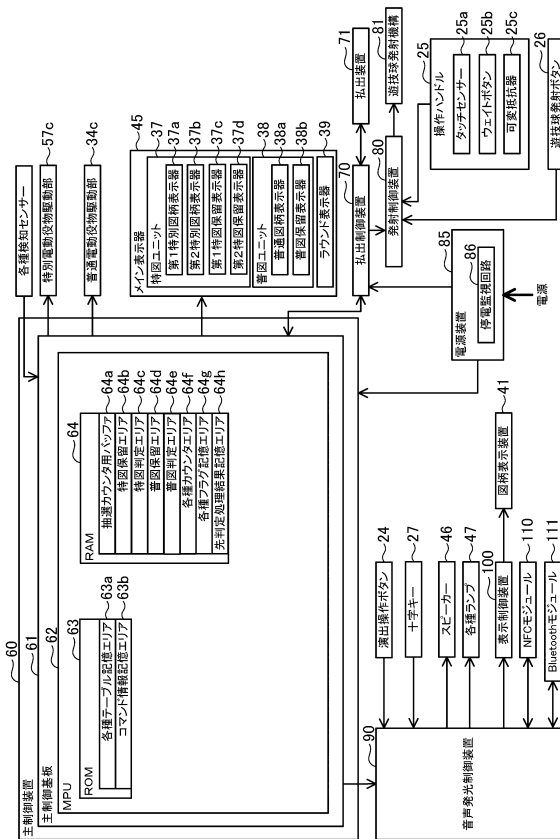 60
主制御装置
61
主制御基板
62
MPU
63
ROM
各種テーブル記憶エリア
63a
コマンド情報記憶エリア
63b
64
RAM
抽選カウンタ用バッファ
64a
特図保留エリア
64b
特図判定エリア
64c
普図保留エリア
64d
普図判定エリア
64e
各種カウンタエリア
64f
各種フラグ記憶エリア
64g
先判定処理結果記憶エリア
64h
各種検知センサー
特別電動役物駆動部
57c
普通電動役物駆動部
34c
45
メイン表示器
37
特図ユニット
第1特別図柄表示器
37a
第2特別図柄表示器
37b
第1特図保留表示器
37c
第2特図保留表示器
37d
38
普図ユニット
普通図柄表示器
38a
普図保留表示器
38b
ラウンド表示器
39
70
払出制御装置
71
払出装置
80
発射制御装置
81
遊技球発射機構
25
操作ハンドル
タッチセンサー
25a
ウェイトボタン
25b
可変抵抗器
25c
26
遊技球発射ボタン
85
電源装置
86
停電監視回路
電源
90
音声発光制御装置
演出操作ボタン
24
十字キー
27
スピーカー
46
各種ランプ
47
100
表示制御装置
図柄表示装置
41
NFCモジュール
110
Bluetoothモジュール
111